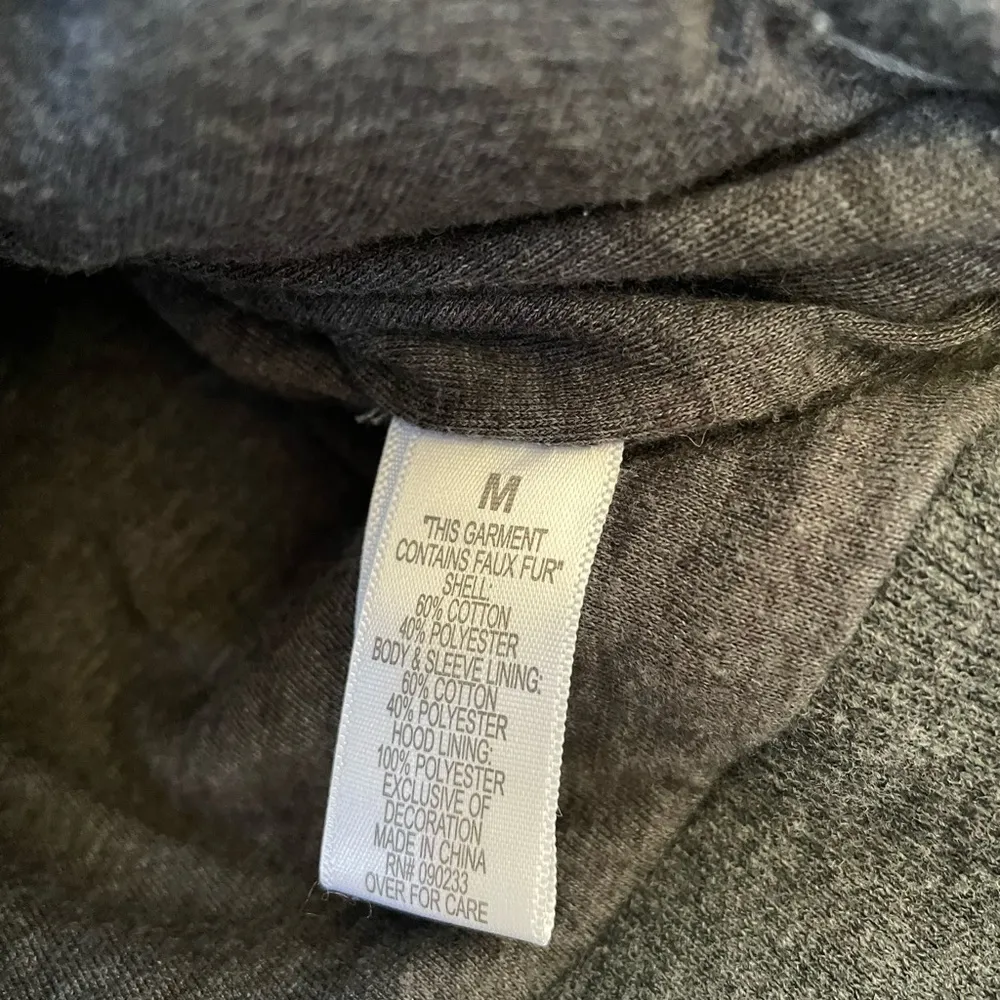 M
"THIS GARMENT
CONTAINS FAUX FUR"
SHELL:
60% COTTON
40% POLYESTER
BODY & SLEEVE LINING:
60% COTTON
40% POLYESTER
HOOD LINING:
100% POLYESTER
EXCLUSIVE OF
DECORATION
MADE IN CHINA
RN# 090233
OVER FOR CARE